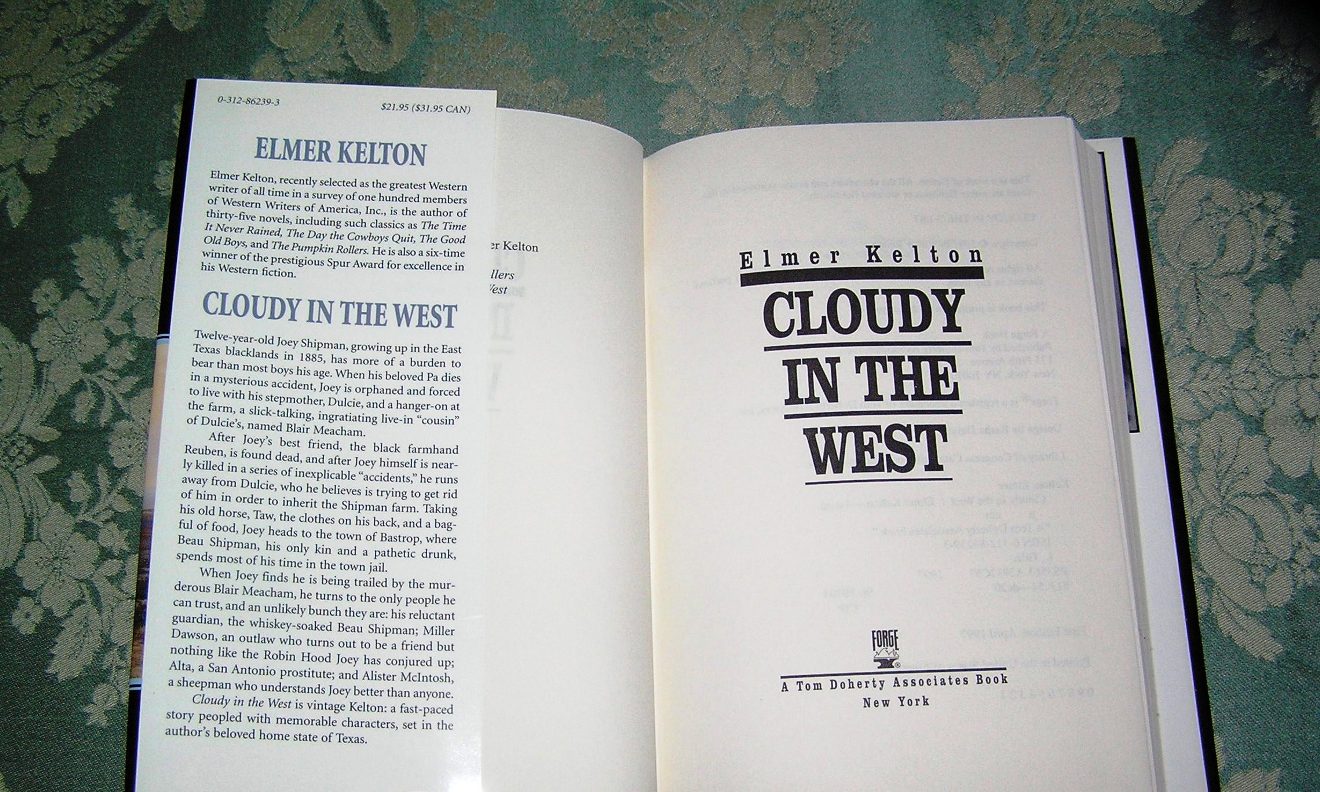 0-312-86239-3
$21.95 ($31.95 CAN)
ELMER KELTON
Elmer Kelton, recently selected as the greatest Western
writer of all time in a survey of one hundred members
of Western Writers of America, Inc., is the author of
thirty-five novels, including such classics as The Time
It Never Rained, The Day the Cowboys Quit, The Good
Old Boys, and The Pumpkin Rollers. He is also a six-time
winner of the prestigious Spur Award for excellence in
his Western fiction.
CLOUDY IN THE WEST
Twelve-year-old Joey Shipman, growing up in the East
Texas blacklands in 1885, has more of a burden to
bear than most boys his age. When his beloved Pa dies
in a mysterious accident, Joey is orphaned and forced
to live with his stepmother, Dulcie, and a hanger-on at
the farm, a slick-talking, ingratiating live-in “cousin”
of Dulcie's, named Blair Meacham.
After Joey's best friend, the black farmhand
Reuben, is found dead, and after Joey himself is near-
ly killed in a series of inexplicable “accidents,” he runs
away from Dulcie, who he believes is trying to get rid
of him in order to inherit the Shipman farm. Taking
his old horse, Taw, the clothes on his back, and a bag-
ful of food, Joey heads to the town of Bastrop, where
Beau Shipman, his only kin and a pathetic drunk,
spends most of his time in the town jail.
When Joey finds he is being trailed by the mur-
derous Blair Meacham, he turns to the only people he
can trust, and an unlikely bunch they are: his reluctant
guardian, the whiskey-soaked Beau Shipman; Miller
Dawson, an outlaw who turns out to be a friend but
nothing like the Robin Hood Joey has conjured up;
Alta, a San Antonio prostitute; and Alister McIntosh,
a sheepman who understands Joey better than anyone.
Cloudy in the West is vintage Kelton: a fast-paced
story peopled with memorable characters, set in the
author's beloved home state of Texas.
er Kelton
llers
West
Elmer Kelton
CLOUDY
IN THE
WEST
FORGE
A Tom Doherty Associates Book
New York